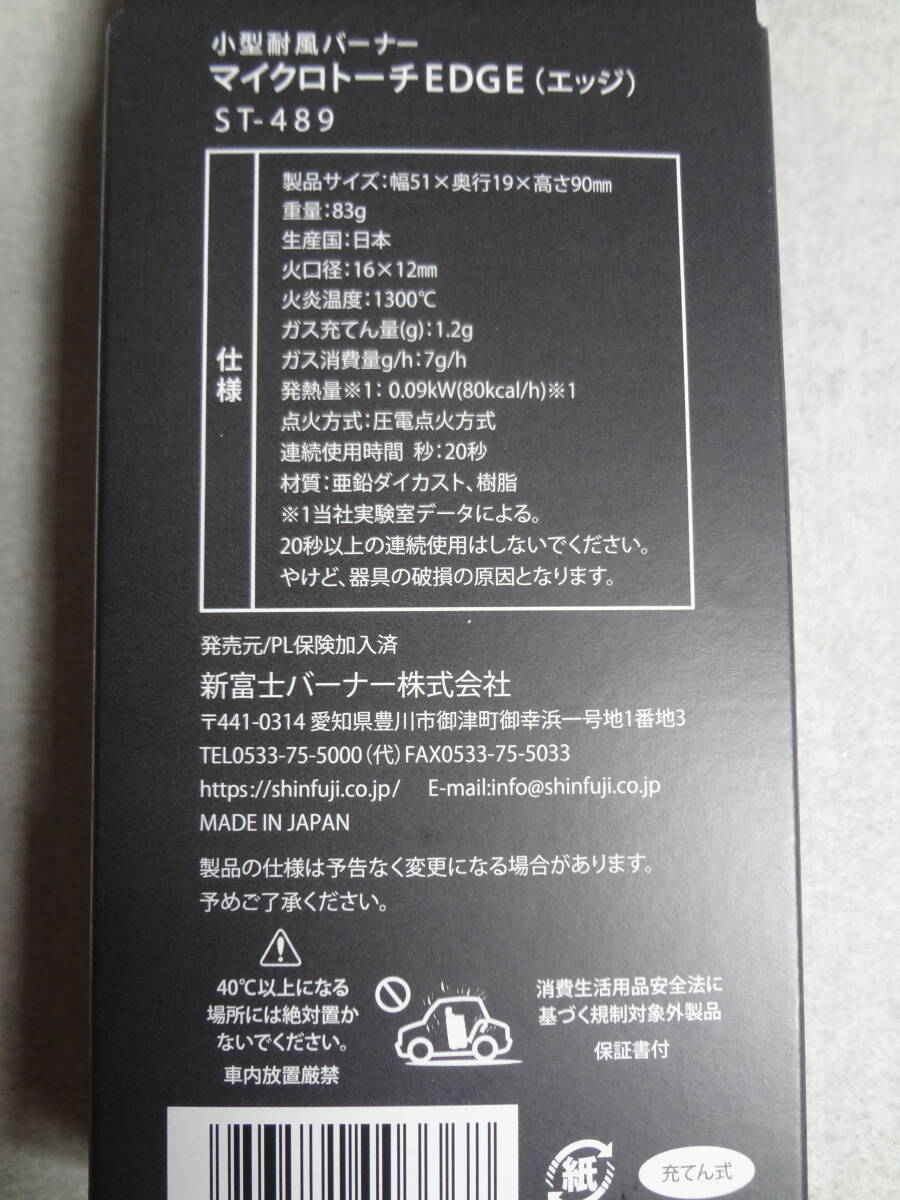 小型耐風バーナー
マイクロトーチEDGE（エッジ）
ST-489
仕様
製品サイズ：幅51×奥行19×高さ90㎜
重量：83g
生産国：日本
火口径：16×12㎜
火炎温度：1300℃
ガス充てん量(g)：1.2g
ガス消費量g/h：7g/h
発熱量※1： 0.09kW(80kcal/h)※1
点火方式：圧電点火方式
連続使用時間 秒：20秒
材質：亜鉛ダイカスト、樹脂
※1当社実験室データによる。
20秒以上の連続使用はしないでください。
やけど、器具の破損の原因となります。
発売元/PL保険加入済
新富士バーナー株式会社
〒441-0314 愛知県豊川市御津町御幸浜一号地1番地3
TEL0533-75-5000（代）FAX0533-75-5033
https://shinfuji.co.jp/ E-mail:info@shinfuji.co.jp
MADE IN JAPAN
製品の仕様は予告なく変更になる場合があります。
予めご了承ください。
40℃以上になる
場所には絶対置か
ないでください。
車内放置厳禁
消費生活用品安全法に
基づく規制対象外製品
保証書付
紙
充てん式